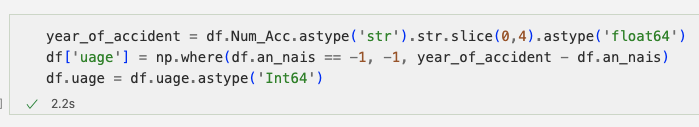 year_of_accident = df.Num_Acc.astype('str').str.slice(0,4).astype('float64')
df['uage'] = np.where(df.an_nais == -1, -1, year_of_accident - df.an_nais)
df.uage = df.uage.astype('Int64')
] ✓ 2.2s